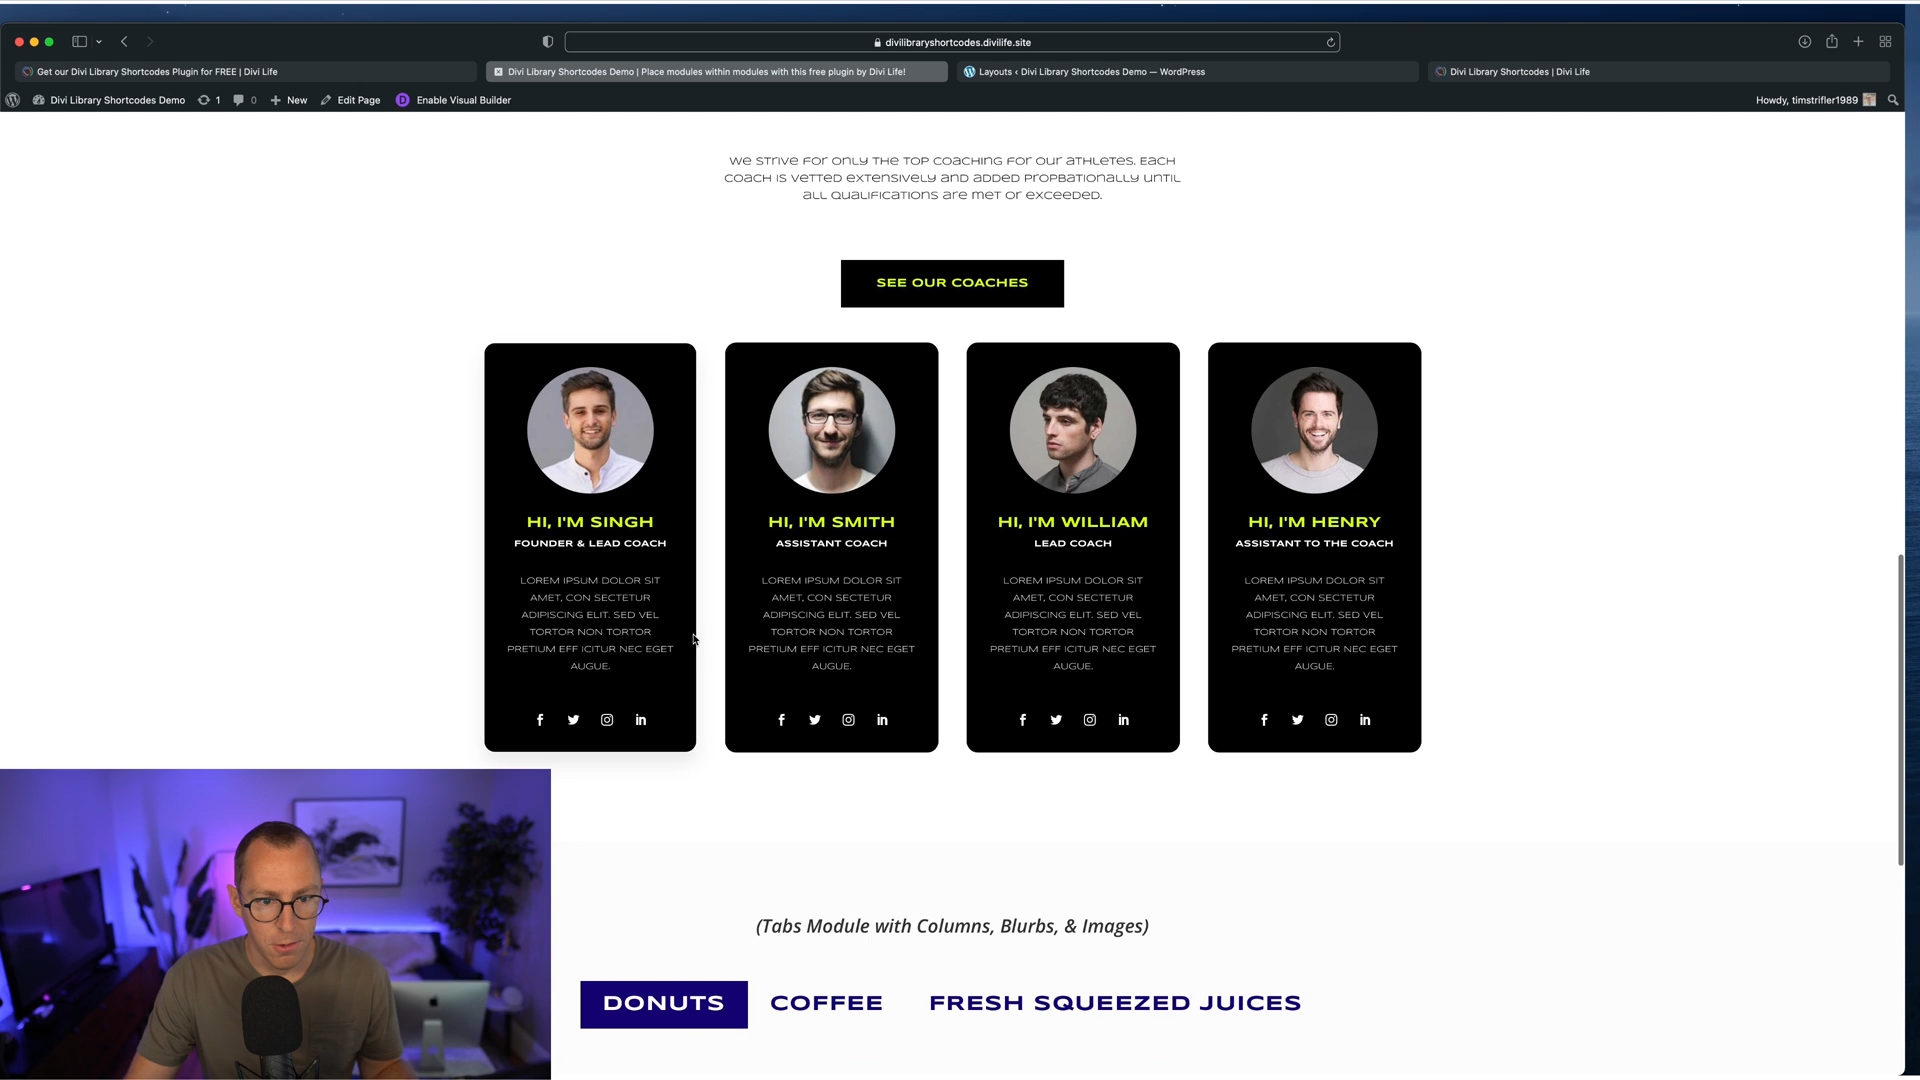 divilibraryshortcodes.divilife.site
Get our Divi Library Shortcodes Plugin for FREE | Divi Life
Divi Library Shortcodes Demo | Place modules within modules with this free plugin by Divi Life!
Layouts ‹ Divi Library Shortcodes Demo — WordPress
Divi Library Shortcodes | Divi Life
Divi Library Shortcodes Demo
1
0
New
Edit Page
D
Enable Visual Builder
Howdy, timstrifler1989
We strive for only the top coaching for our athletes. Each
coach is vetted extensively and added propbationally until
all qualifications are met or exceeded.
SEE OUR COACHES
HI, I'M SINGH
FOUNDER & LEAD COACH
LOREM IPSUM DOLOR SIT
AMET, CON SECTETUR
ADIPISCING ELIT. SED VEL
TORTOR NON TORTOR
PRETIUM EFF ICITUR NEC EGET
AUGUE.
HI, I'M SMITH
ASSISTANT COACH
LOREM IPSUM DOLOR SIT
AMET, CON SECTETUR
ADIPISCING ELIT. SED VEL
TORTOR NON TORTOR
PRETIUM EFF ICITUR NEC EGET
AUGUE.
HI, I'M WILLIAM
LEAD COACH
LOREM IPSUM DOLOR SIT
AMET, CON SECTETUR
ADIPISCING ELIT. SED VEL
TORTOR NON TORTOR
PRETIUM EFF ICITUR NEC EGET
AUGUE.
HI, I'M HENRY
ASSISTANT TO THE COACH
LOREM IPSUM DOLOR SIT
AMET, CON SECTETUR
ADIPISCING ELIT. SED VEL
TORTOR NON TORTOR
PRETIUM EFF ICITUR NEC EGET
AUGUE.
(Tabs Module with Columns, Blurbs, & Images)
DONUTS
COFFEE
FRESH SQUEEZED JUICES